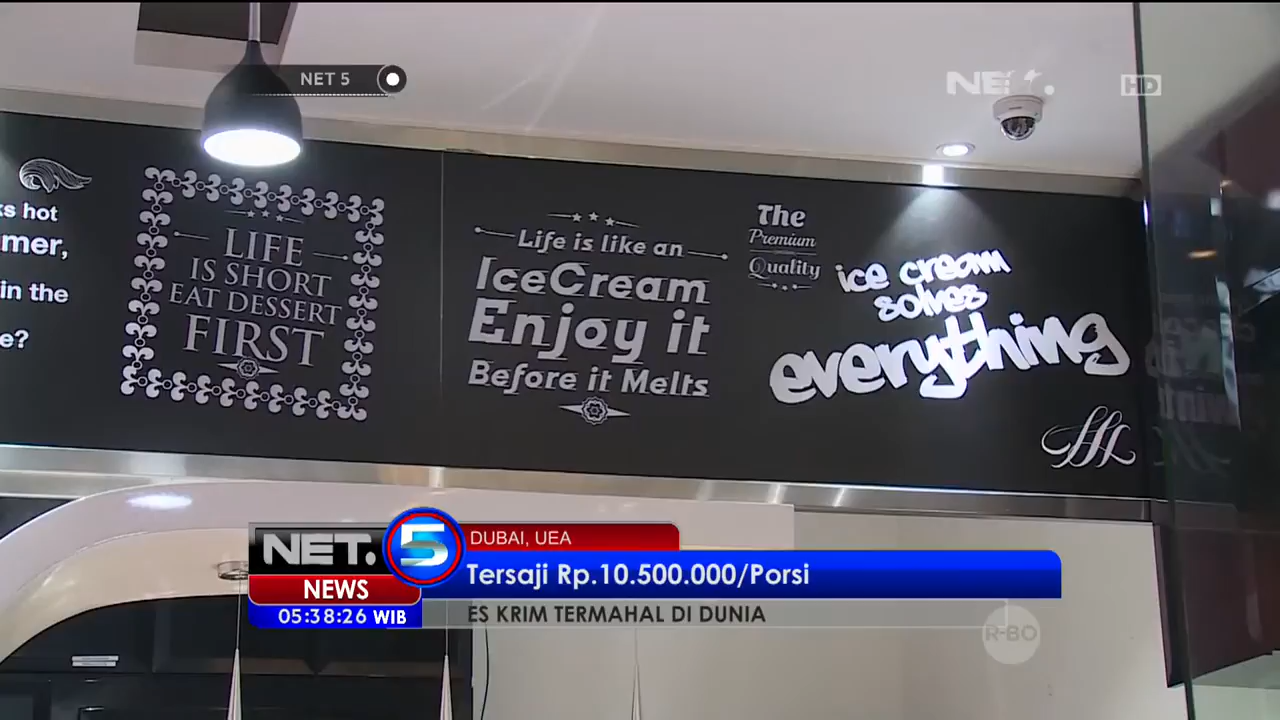 NET 5
NET.
HD
ks hot
mer,
in the
e?
LIFE
IS SHORT
EAT DESSERT
FIRST
Life is like an
IceCream
Enjoy it
Before it Melts
The
Premium
Quality
ice cream
solves
everything
NET. 5
NEWS
05:38:26 WIB
DUBAI, UEA
Tersaji Rp.10.500.000/Porsi
ES KRIM TERMAHAL DI DUNIA
R-BO